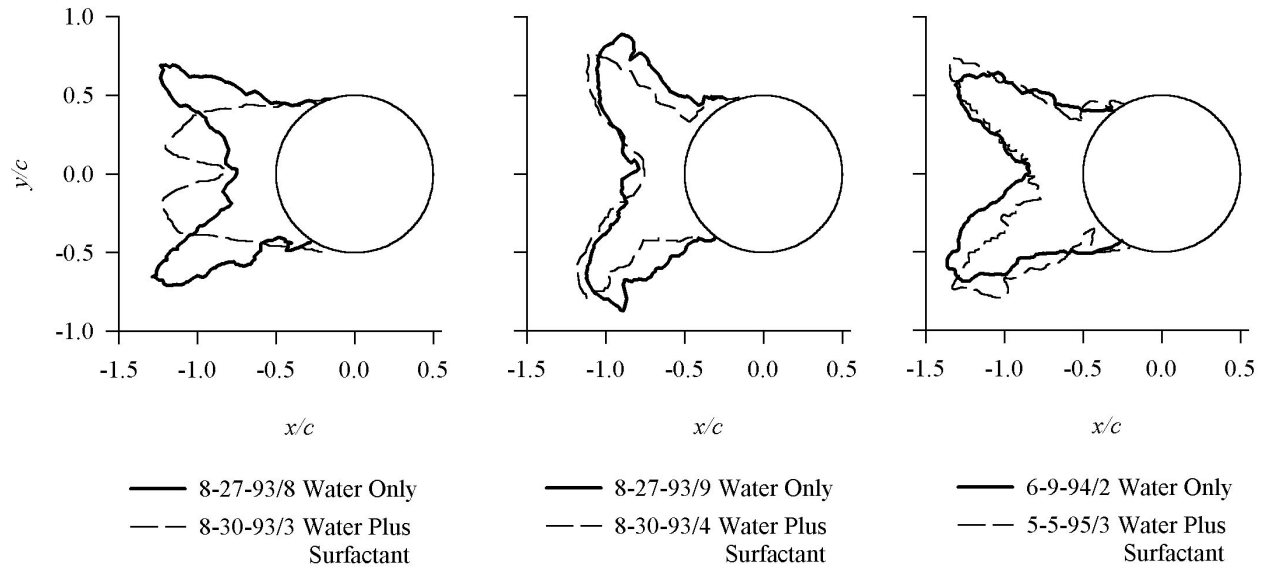 1.0
0.5
0.0
-0.5
-1.0
y/c
-1.5 -1.0 -0.5 0.0 0.5
-1.5 -1.0 -0.5 0.0 0.5
-1.5 -1.0 -0.5 0.0 0.5
x/c
x/c
x/c
8-27-93/8 Water Only
8-30-93/3 Water Plus
Surfactant
8-27-93/9 Water Only
8-30-93/4 Water Plus
Surfactant
6-9-94/2 Water Only
5-5-95/3 Water Plus
Surfactant